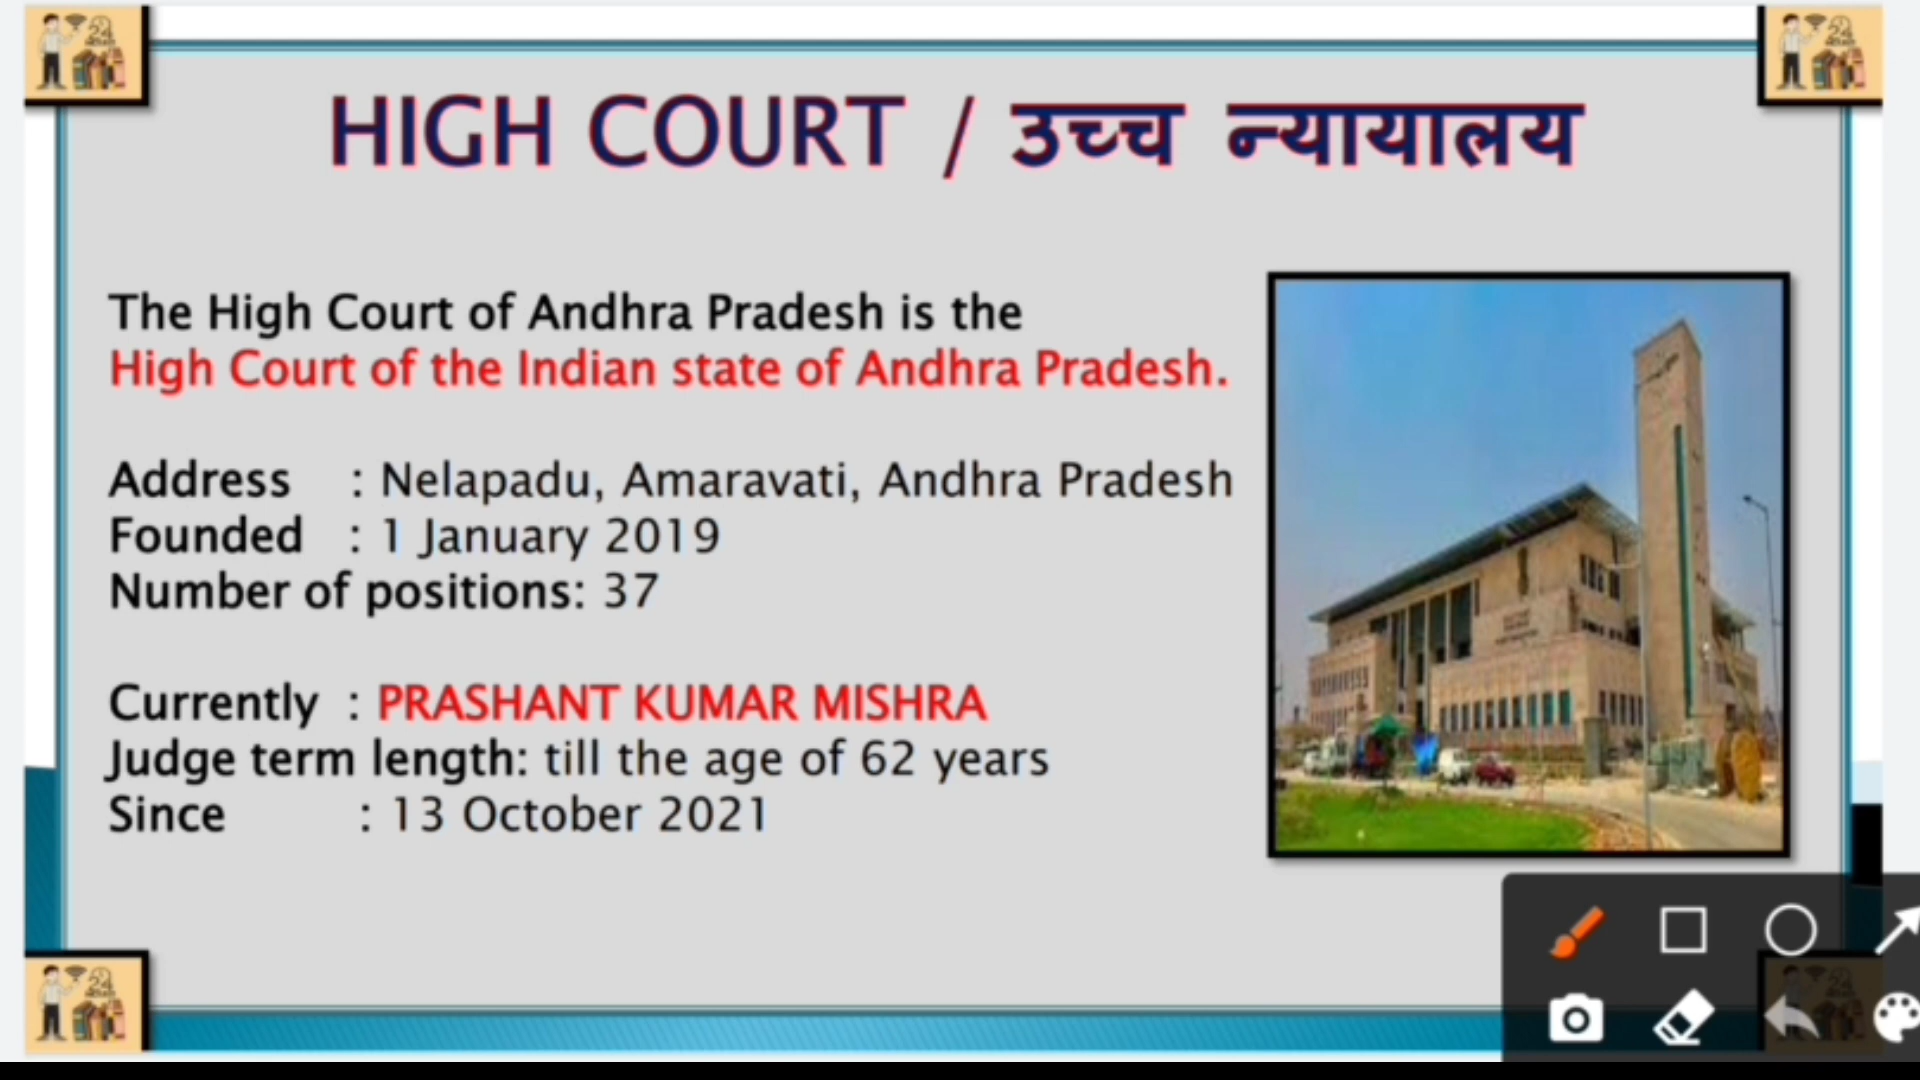 HIGH COURT / उच्च न्यायालय
The High Court of Andhra Pradesh is the
High Court of the Indian state of Andhra Pradesh.
Address : Nelapadu, Amaravati, Andhra Pradesh
Founded : 1 January 2019
Number of positions: 37
Currently : PRASHANT KUMAR MISHRA
Judge term length: till the age of 62 years
Since : 13 October 2021